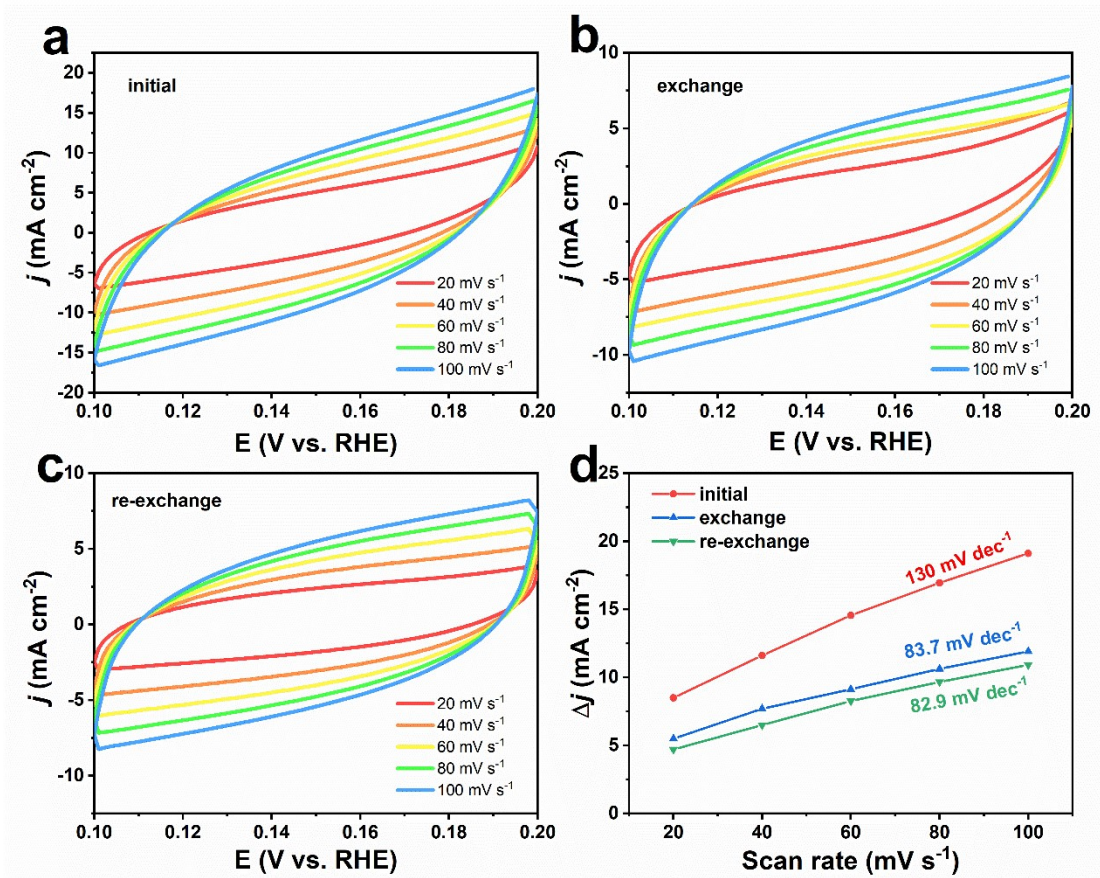 a
initial
j (mA cm-2)
20
15
10
5
0
-5
-10
-15
-20
0.10 0.12 0.14 0.16 0.18 0.20
E (V vs. RHE)
20 mV s-1
40 mV s-1
60 mV s-1
80 mV s-1
100 mV s-1
b
exchange
j (mA cm-2)
10
5
0
-5
-10
0.10 0.12 0.14 0.16 0.18 0.20
E (V vs. RHE)
20 mV s-1
40 mV s-1
60 mV s-1
80 mV s-1
100 mV s-1
c
re-exchange
j (mA cm-2)
10
5
0
-5
-10
0.10 0.12 0.14 0.16 0.18 0.20
E (V vs. RHE)
20 mV s-1
40 mV s-1
60 mV s-1
80 mV s-1
100 mV s-1
d
initial
exchange
re-exchange
130 mV dec-1
83.7 mV dec-1
82.9 mV dec-1
Δj (mA cm-2)
25
20
15
10
5
0
20 40 60 80 100
Scan rate (mV s-1)